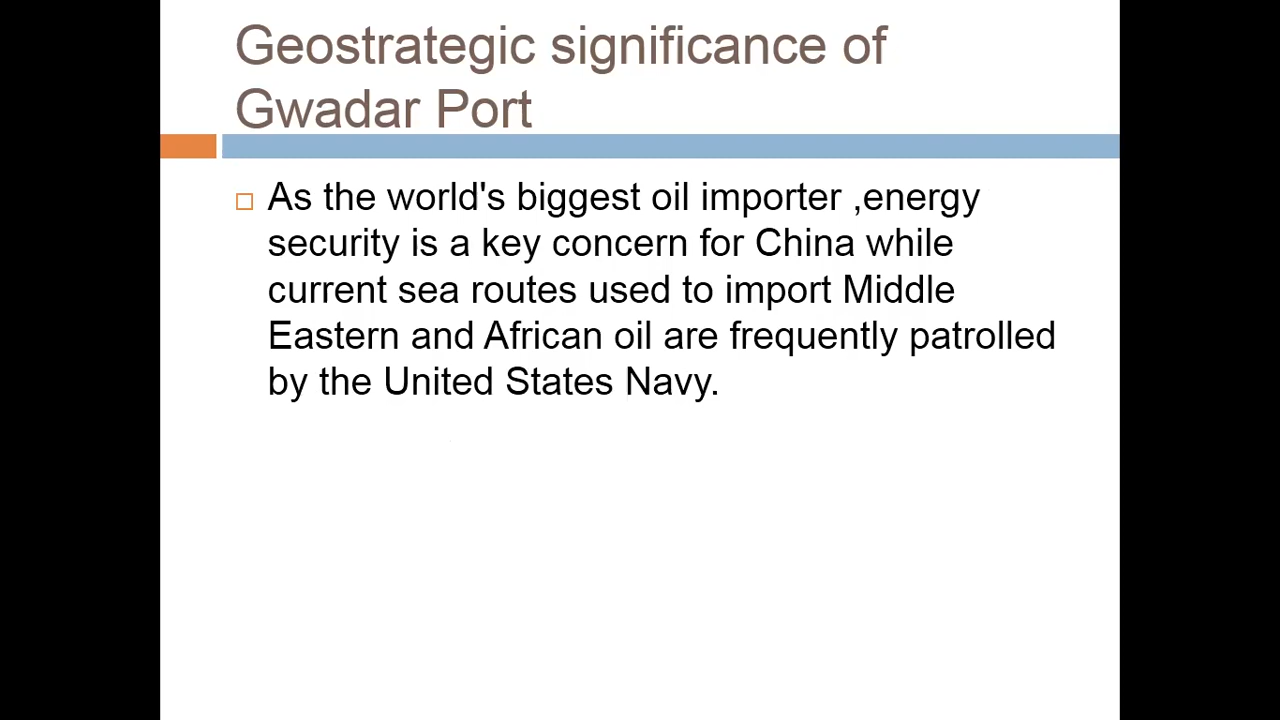 Geostrategic significance of
Gwadar Port
As the world's biggest oil importer ,energy
security is a key concern for China while
current sea routes used to import Middle
Eastern and African oil are frequently patrolled
by the United States Navy.